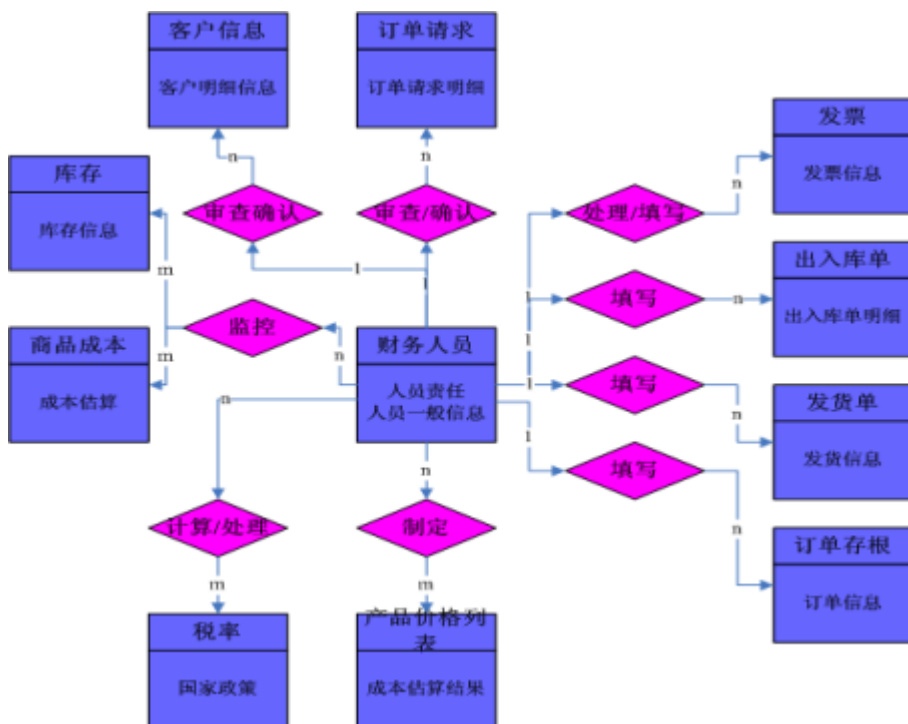 客户信息
客户明细信息
订单请求
订单请求明细
发票
发票信息
库存
库存信息
n
n
n
审查确认
审查/确认
处理/填写
1
1
m
出入库单
出入库单明细
监控
填写
n
1
商品成本
成本估算
m
n
财务人员
人员责任
人员一般信息
1
1
填写
n
发货单
发货信息
n
1
填写
n
n
计算/处理
制定
订单存根
订单信息
m
m
税率
国家政策
产品价格列
表
成本估算结果